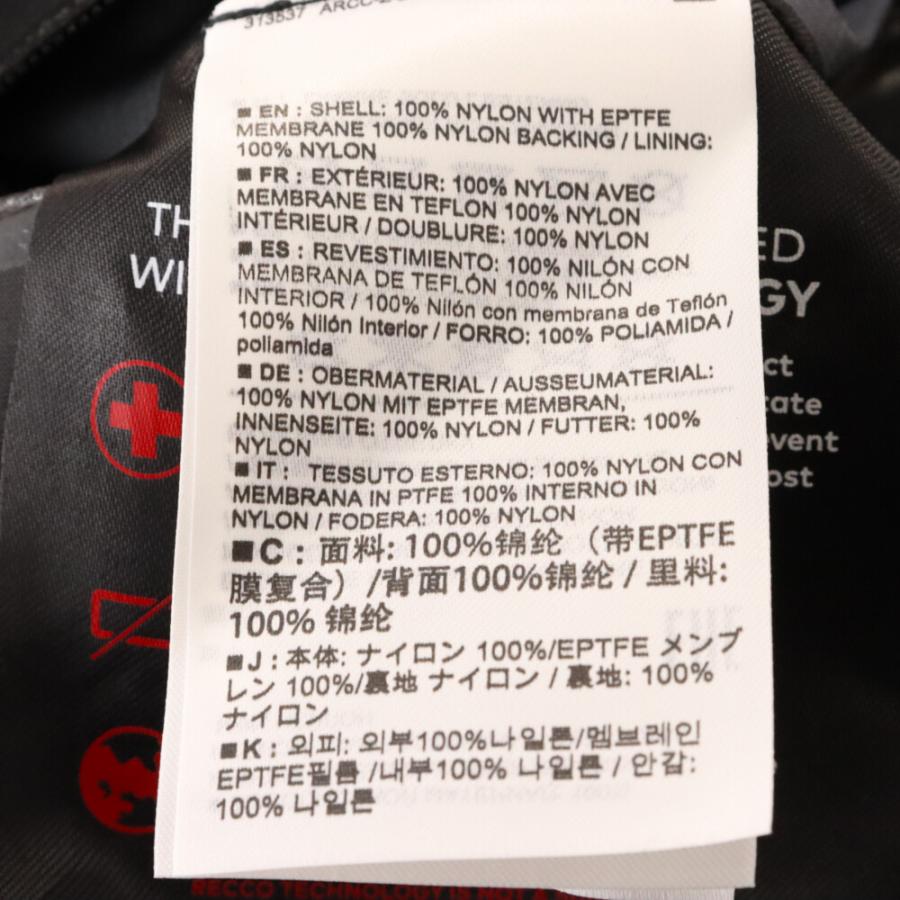 313537 ARCC-
■ EN : SHELL: 100% NYLON WITH EPTFE
MEMBRANE 100% NYLON BACKING / LINING:
100% NYLON
■ FR : EXTÉRIEUR: 100% NYLON AVEC
MEMBRANE EN TEFLON 100% NYLON
INTÉRIEUR / DOUBLURE: 100% NYLON
■ ES : REVESTIMIENTO: 100% NILÓN CON
MEMBRANA DE TEFLÓN 100% NILÓN
INTERIOR / 100% Nilón con membrana de Teflón
100% Nilón Interior / FORRO: 100% POLIAMIDA /
poliamida
■ DE : OBERMATERIAL / AUSSEUMATERIAL:
100% NYLON MIT EPTFE MEMBRAN,
INNENSEITE: 100% NYLON / FUTTER: 100%
NYLON
■ IT : TESSUTO ESTERNO: 100% NYLON CON
MEMBRANA IN PTFE 100% INTERNO IN
NYLON / FODERA: 100% NYLON
■C : 面料: 100%锦纶（带EPTFE
膜复合）/背面100%锦纶 / 里料:
100% 锦纶
■J : 本体: ナイロン 100%/EPTFE メンブ
レン 100%/裏地 ナイロン / 裏地: 100%
ナイロン
■K : 외피: 외부100%나일론/멤브레인
EPTFE필름 /내부100% 나일론 / 안감:
100% 나일론
TH
WI
ED
GY
ct
cate
event
ost
RECCO TECHNOLOGY IS NOT A